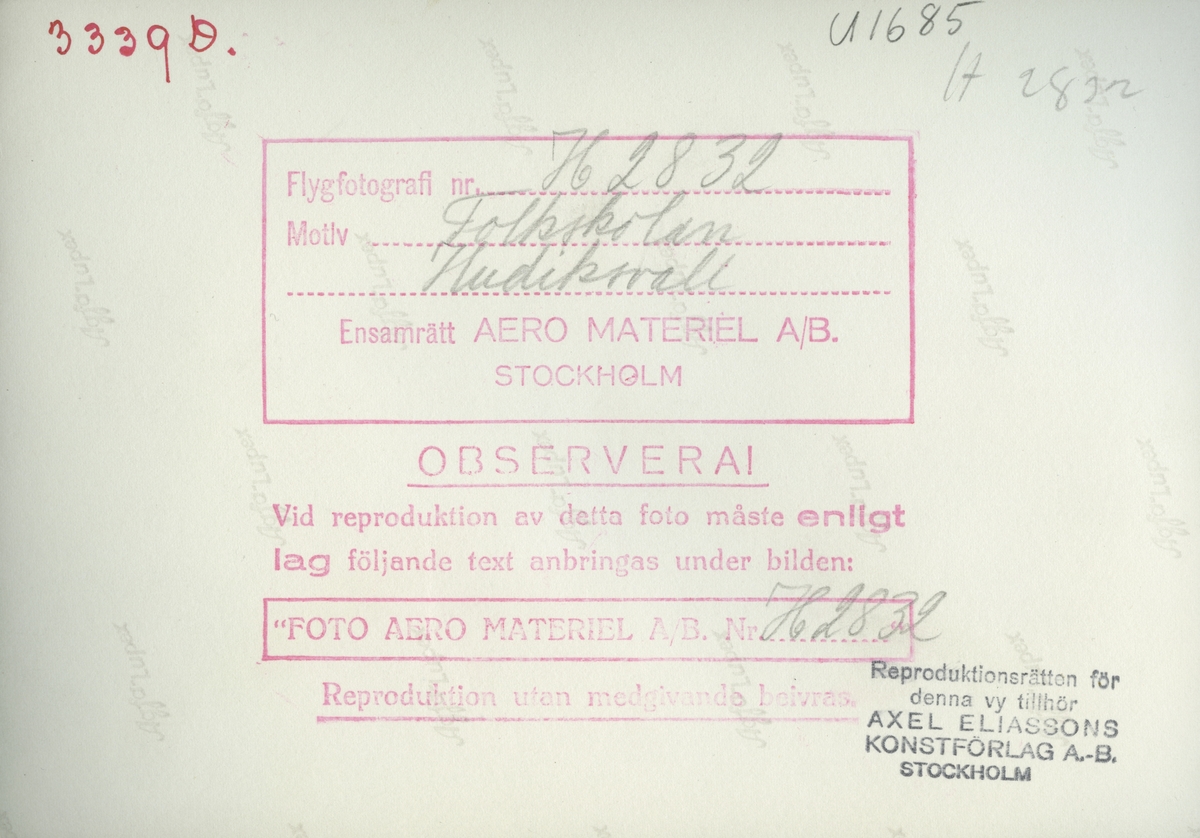 3339 D.
U1685
H 2832
Flygfotografi nr. H 2832
Motiv Folkskolan
Hudiksvall
Ensamrätt AERO MATERIEL A/B.
STOCKHOLM
OBSERVERA!
Vid reproduktion av detta foto måste enligt
lag följande text anbringas under bilden:
"FOTO AERO MATERIEL A/B. Nr H2832"
Reproduktion utan medgivande beivras.
Reproduktionsrätten för
denna vy tillhör
AXEL ELIASSONS
KONSTFÖRLAG A.-B.
STOCKHOLM